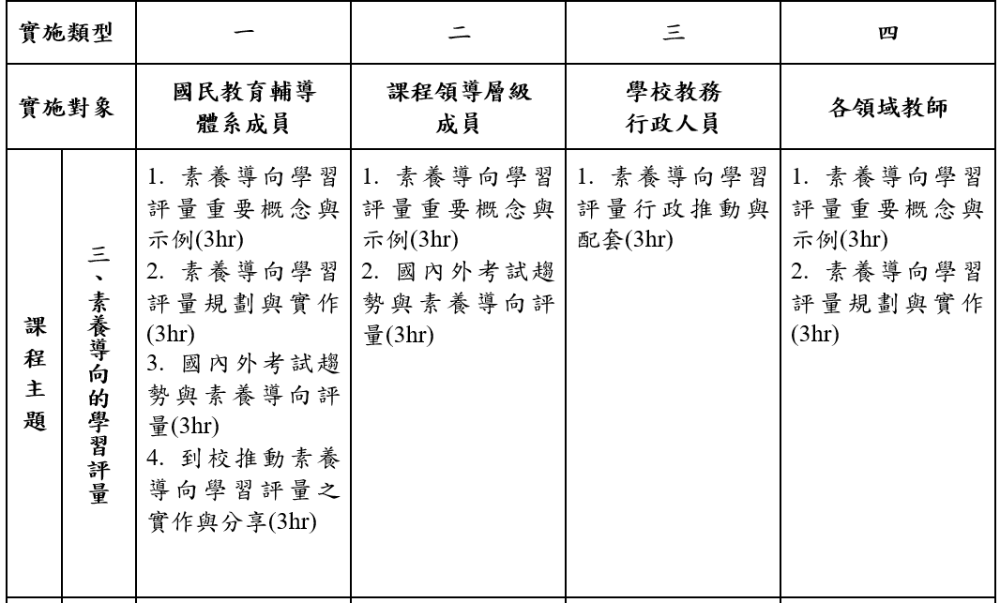 實施類型 一 二 三 四
實施對象
國民教育輔導
體系成員
課程領導層級
成員
學校教務
行政人員
各領域教師
課程主題
三、素養導向的學習評量
1. 素養導向學習
評量重要概念與
示例(3hr)
2. 素養導向學習
評量規劃與實作
(3hr)
3. 國內外考試趨
勢與素養導向評
量(3hr)
4. 到校推動素養
導向學習評量之
實作與分享(3hr)
1. 素養導向學習
評量重要概念與
示例(3hr)
2. 國內外考試趨
勢與素養導向評
量(3hr)
1. 素養導向學習
評量行政推動與
配套(3hr)
1. 素養導向學習
評量重要概念與
示例(3hr)
2. 素養導向學習
評量規劃與實作
(3hr)